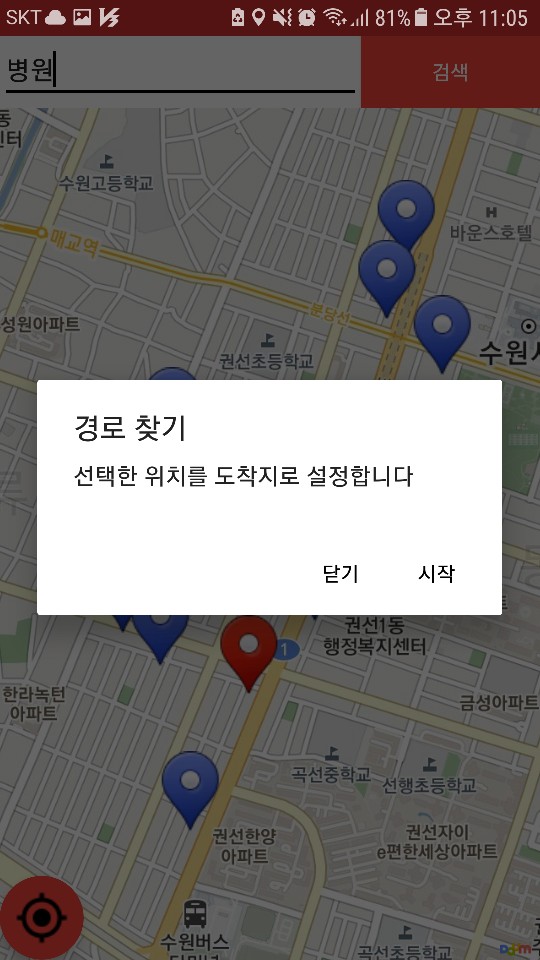 SKT 81% 오후 11:05
병원
검색
동
센터
수원고등학교
바운스호텔
매교역
분당선
성원아파트
수원시
권선초등학교
경로 찾기
선택한 위치를 도착지로 설정합니다
닫기 시작
1
권선1동
행정복지센터
한라녹턴
아파트
금성아파트
곡선중학교
선행초등학교
권선자이
e편한세상아파트
권선한양
아파트
수원버스
터미널
곡선초등학교
Daum